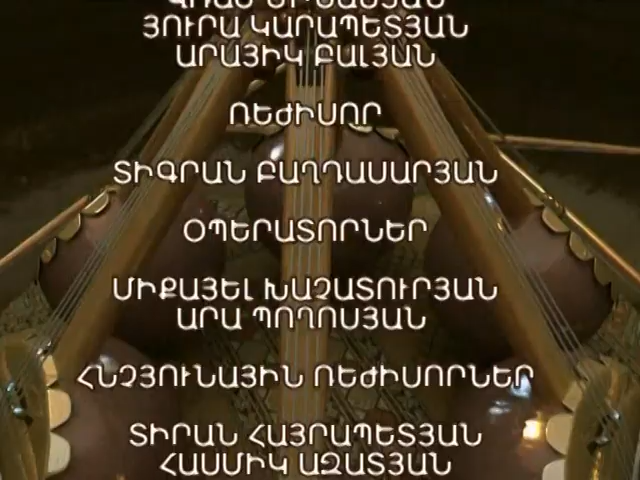 ՅՈՒՐԱ ԿԱՐԱՊԵՏՅԱՆ
ԱՐԱՅԻԿ ԲԱԼՅԱՆ
ՌԵԺԻՍՈՐ
ՏԻԳՐԱՆ ԲԱՂԴԱՍԱՐՅԱՆ
ՕՊԵՐԱՏՈՐՆԵՐ
ՄԻՔԱՅԵԼ ԽԱՉԱՏՈՒՐՅԱՆ
ԱՐԱ ՊՈՂՈՍՅԱՆ
ՀՆՉՅՈՒՆԱՅԻՆ ՌԵԺԻՍՈՐՆԵՐ
ՏԻՐԱՆ ՀԱՅՐԱՊԵՏՅԱՆ
ՀԱՍՄԻԿ ԱԶԱՏՅԱՆ